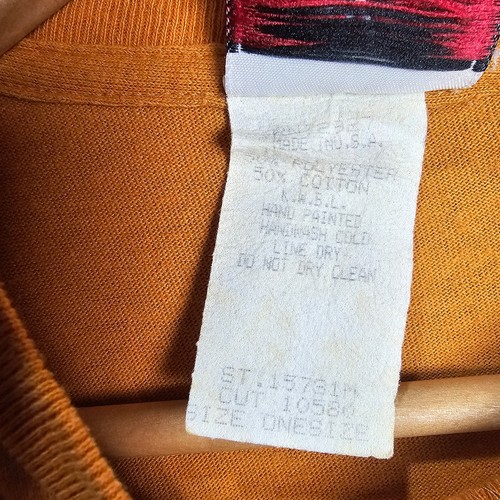 MADE IN U.S.A.
50% POLYESTER
50% COTTON
K.W.B.L.
HAND PAINTED
HANDWASH COLD
LINE DRY
DO NOT DRY CLEAN
ST.15731M
CUT 10580
SIZE ONESIZE